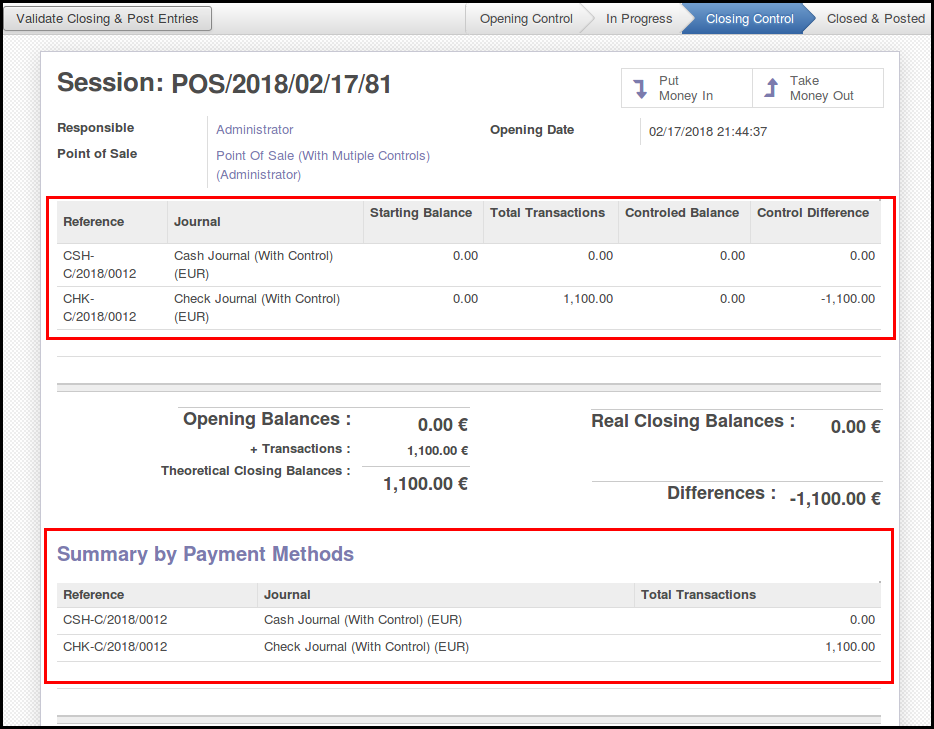 Validate Closing & Post Entries
Opening Control
In Progress
Closing Control
Closed & Posted
Session: POS/2018/02/17/81
Put
Money In
Take
Money Out
Responsible
Administrator
Opening Date
02/17/2018 21:44:37
Point of Sale
Point Of Sale (With Mutiple Controls)
(Administrator)
Reference Journal Starting Balance Total Transactions Controled Balance Control Difference
CSH- Cash Journal (With Control) 0.00 0.00 0.00 0.00
C/2018/0012 (EUR)
CHK- Check Journal (With Control) 0.00 1,100.00 0.00 -1,100.00
C/2018/0012 (EUR)
Opening Balances : 0.00 €
+ Transactions : 1,100.00 €
Theoretical Closing Balances :
1,100.00 €
Real Closing Balances : 0.00 €
Differences : -1,100.00 €
Summary by Payment Methods
Reference Journal Total Transactions
CSH-C/2018/0012 Cash Journal (With Control) (EUR) 0.00
CHK-C/2018/0012 Check Journal (With Control) (EUR) 1,100.00